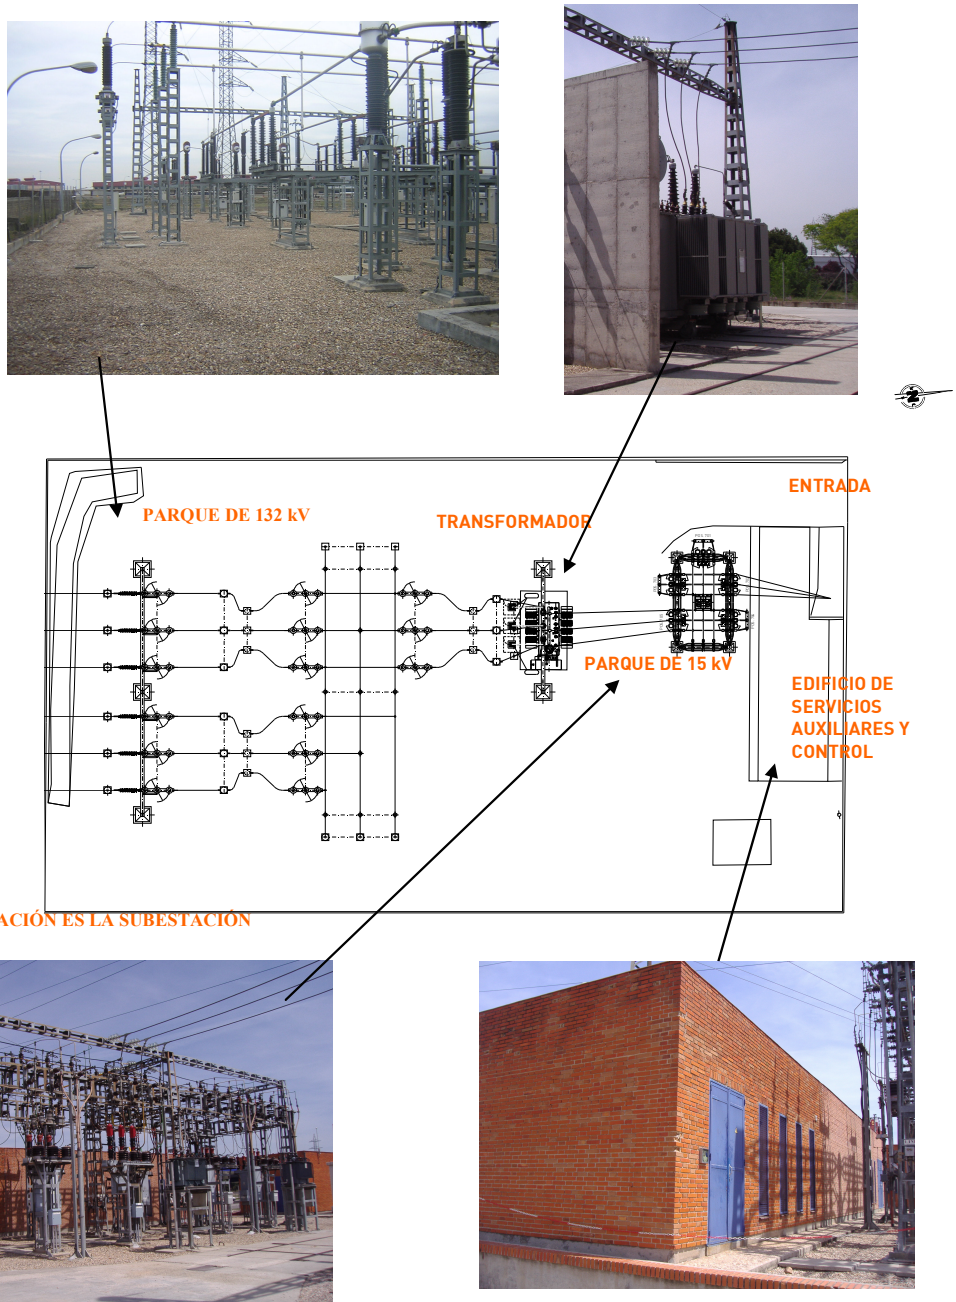 ENTRADA
PARQUE DE 132 kV
TRANSFORMADOR
PARQUE DE 15 kV
EDIFICIO DE
SERVICIOS
AUXILIARES Y
CONTROL
ACIÓN ES LA SUBESTACIÓN